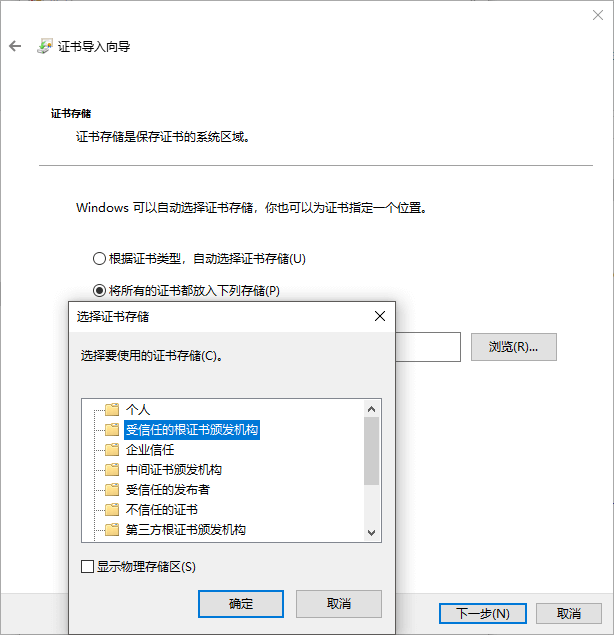 证书导入向导
证书存储
证书存储是保存证书的系统区域。
Windows 可以自动选择证书存储，你也可以为证书指定一个位置。
根据证书类型，自动选择证书存储(U)
将所有的证书都放入下列存储(P)
浏览(R)...
选择证书存储
选择要使用的证书存储(C)。
个人
受信任的根证书颁发机构
企业信任
中间证书颁发机构
受信任的发布者
不信任的证书
第三方根证书颁发机构
显示物理存储区(S)
确定
取消
下一步(N)
取消